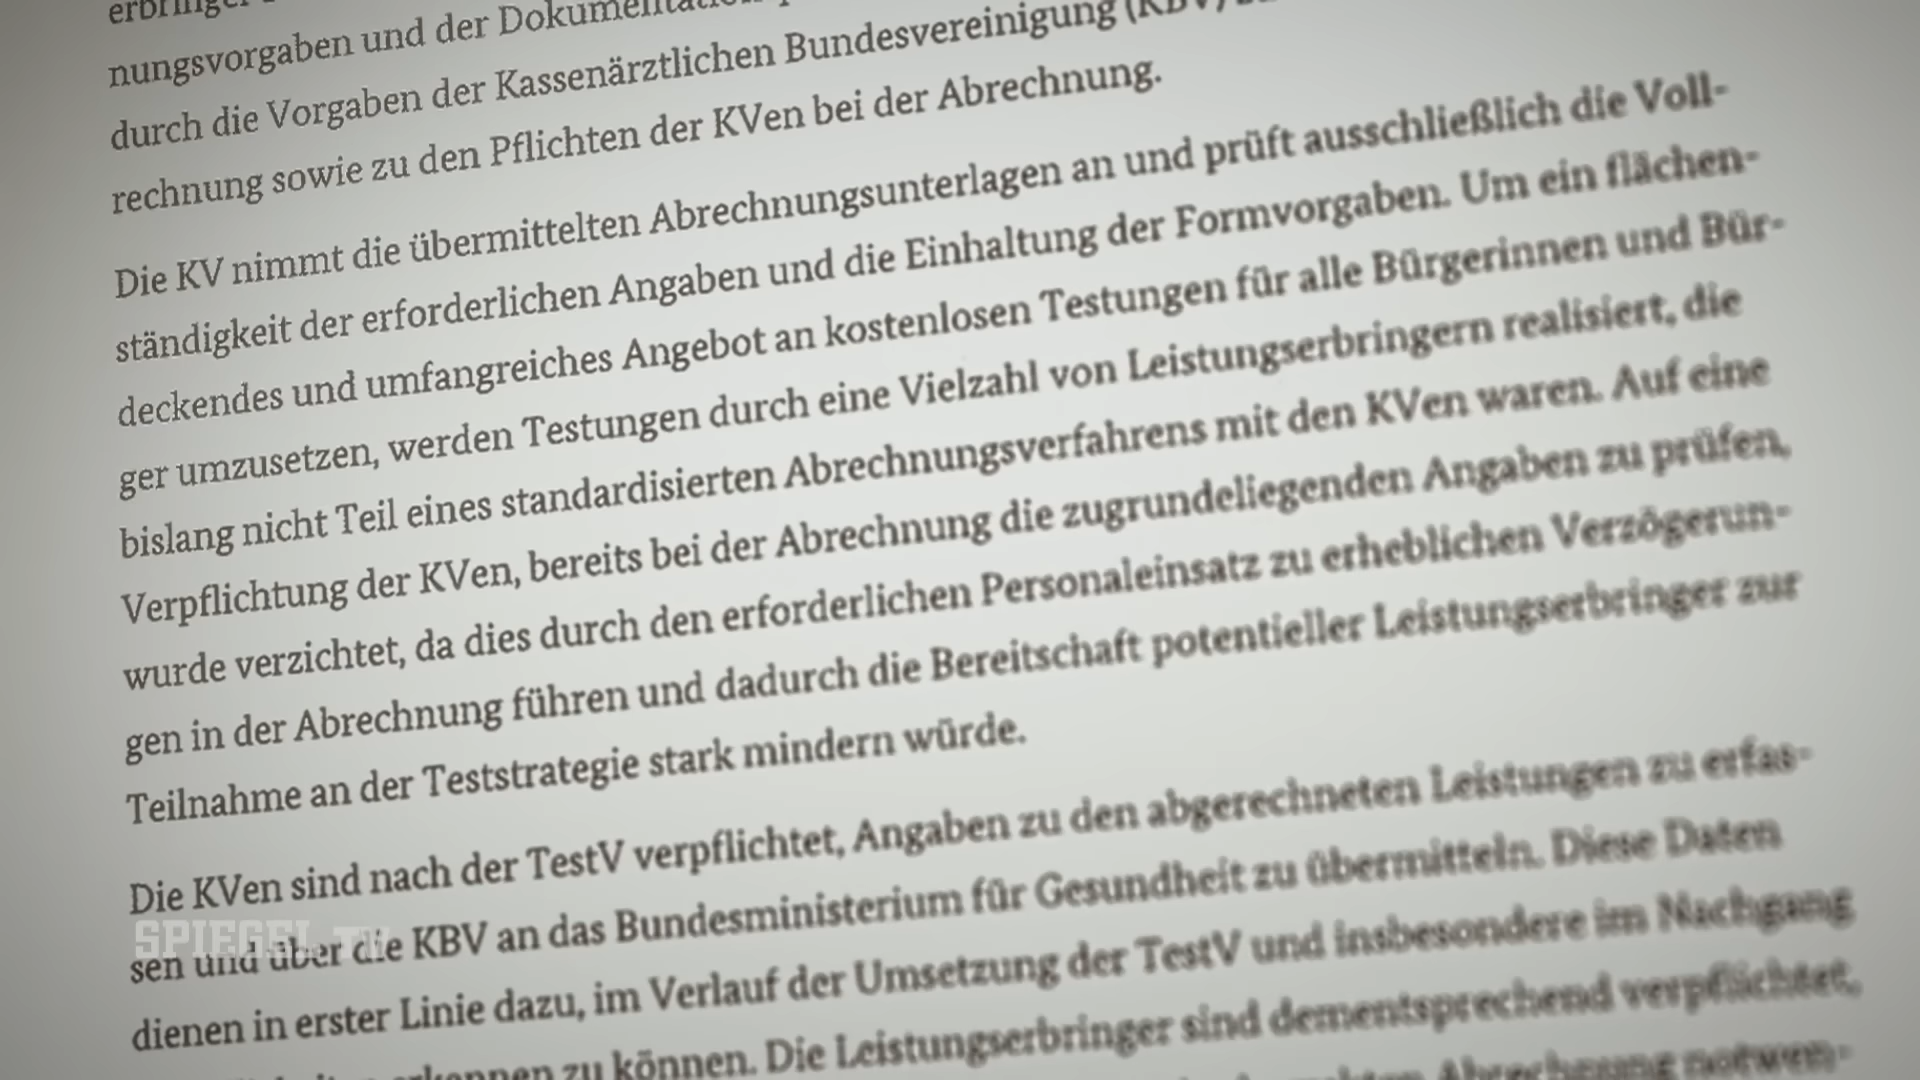 nungsvorgaben und der
durch die Vorgaben der Kassenärztlichen Bundesvereinigung
rechnung sowie zu den Pflichten der KVen bei der Abrechnung.
Die KV nimmt die übermittelten Abrechnungsunterlagen an und prüft ausschließlich die Voll-
ständigkeit der erforderlichen Angaben und die Einhaltung der Formvorgaben. Um ein flächen-
deckendes und umfangreiches Angebot an kostenlosen Testungen für alle Bürgerinnen und Bür-
ger umzusetzen, werden Testungen durch eine Vielzahl von Leistungserbringern realisiert, die
bislang nicht Teil eines standardisierten Abrechnungsverfahrens mit den KVen waren. Auf eine
Verpflichtung der KVen, bereits bei der Abrechnung die zugrundeliegenden Angaben zu prüfen,
wurde verzichtet, da dies durch den erforderlichen Personaleinsatz zu erheblichen Verzögerun-
gen in der Abrechnung führen und dadurch die Bereitschaft potentieller Leistungserbringer zur
Teilnahme an der Teststrategie stark mindern würde.
Die KVen sind nach der TestV verpflichtet, Angaben zu den abgerechneten Leistungen zu erfas-
sen und über die KBV an das Bundesministerium für Gesundheit zu übermitteln. Diese Daten
SPIEGEL TV
dienen in erster Linie dazu, im Verlauf der Umsetzung der TestV und insbesondere im Nachgang
zu können. Die Leistungserbringer sind dementsprechend verpflichtet,
Abrechnung notwen-